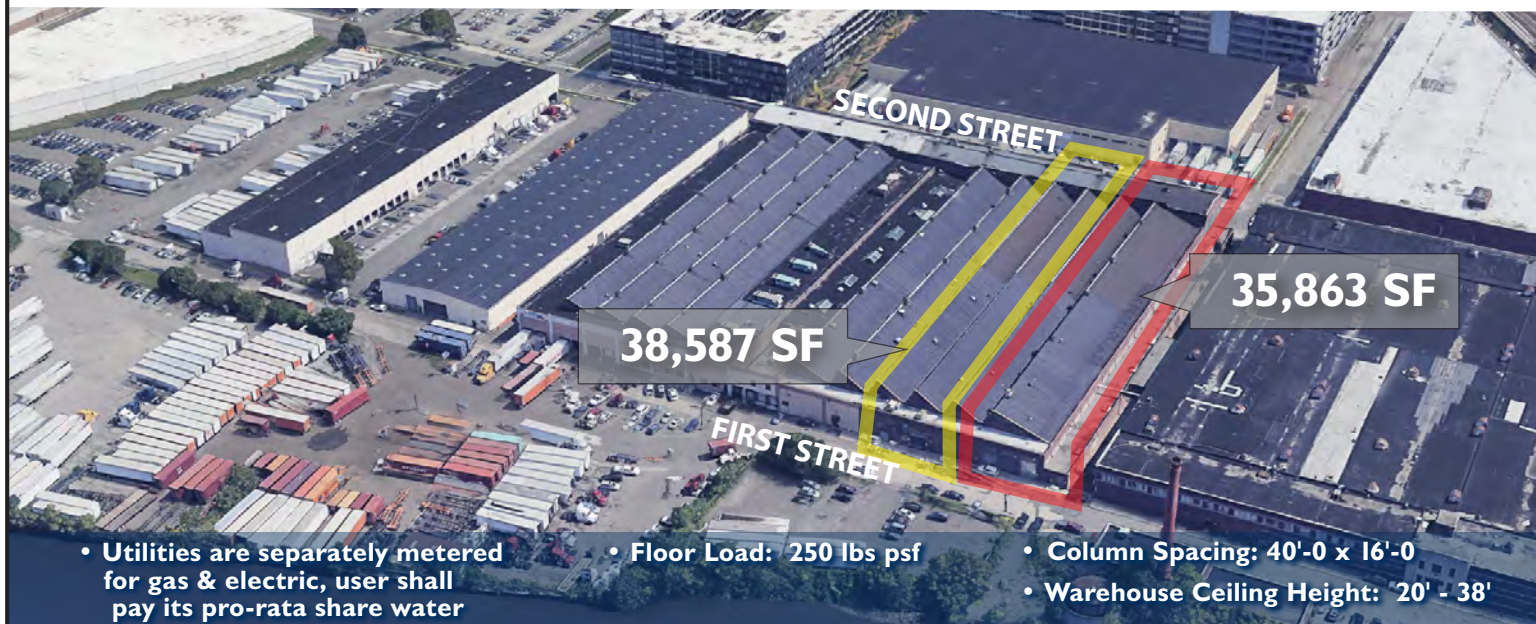 SECOND STREET
35,863 SF
38,587 SF
FIRST STREET
• Utilities are separately metered
for gas & electric, user shall
pay its pro-rata share water
• Floor Load: 250 lbs psf
• Column Spacing: 40'-0 x 16'-0
• Warehouse Ceiling Height: 20' - 38'